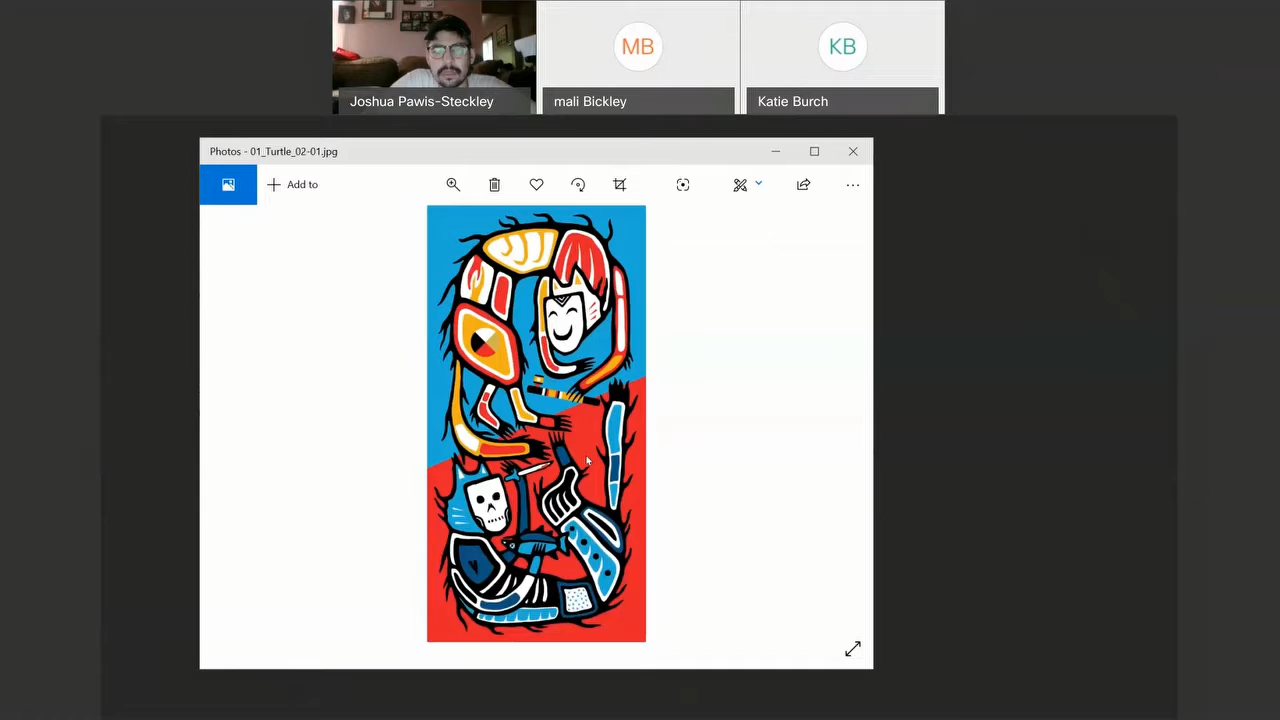 MB
KB
Joshua Pawis-Steckley
mali Bickley
Katie Burch
Photos - 01_Turtle_02-01.jpg
Add to